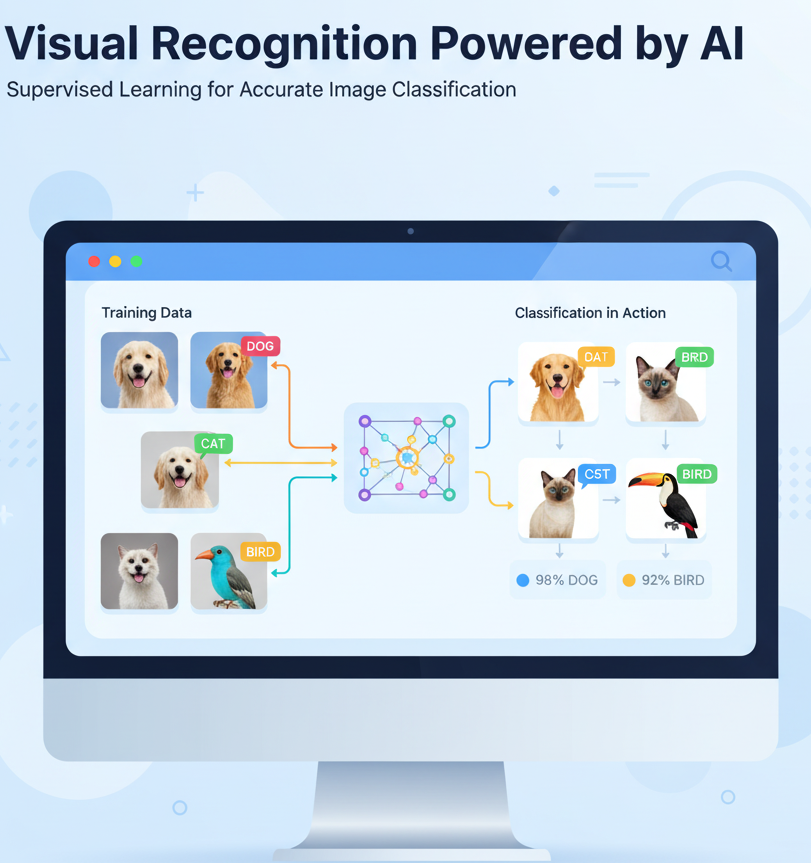 Visual Recognition Powered by AI
Supervised Learning for Accurate Image Classification
Training Data
DOG
CAT
BIRD
Classification in Action
DAT
BRD
CST
BIRD
98% DOG
92% BIRD